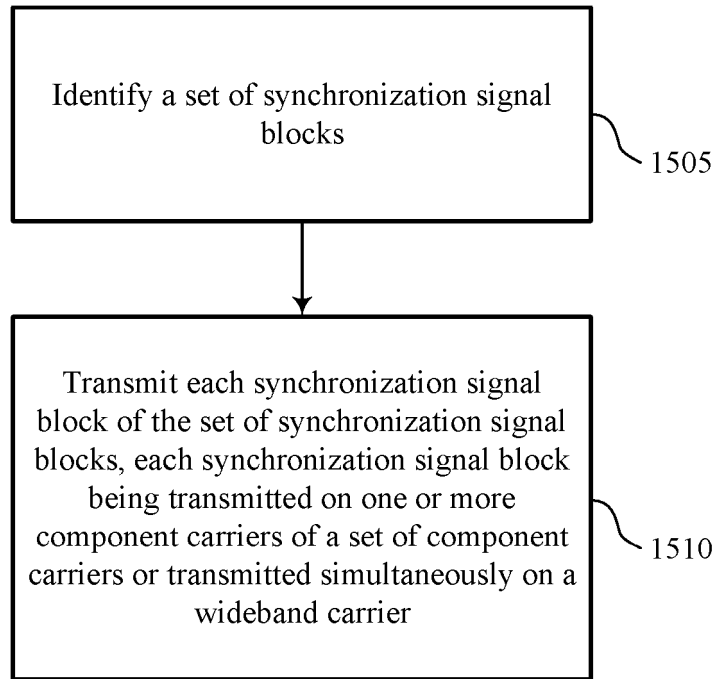 Identify a set of synchronization signal
blocks
1505
Transmit each synchronization signal
block of the set of synchronization signal
blocks, each synchronization signal block
being transmitted on one or more
component carriers of a set of component
carriers or transmitted simultaneously on a
wideband carrier
1510